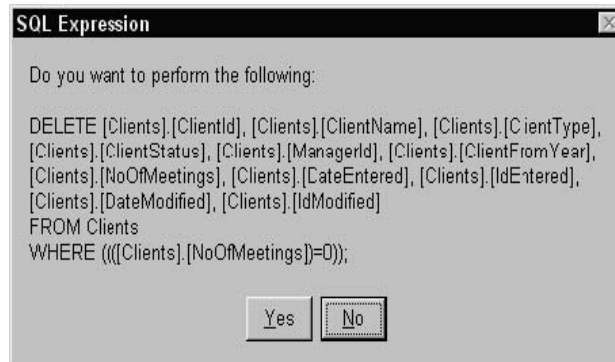 SQL Expression
Do you want to perform the following:
DELETE [Clients].[ClientId], [Clients].[ClientName], [Clients].[ClientType],
[Clients].[ClientStatus], [Clients].[ManagerId], [Clients].[ClientFromYear],
[Clients].[NoOfMeetings], [Clients].[DateEntered], [Clients].[IdEntered],
[Clients].[DateModified], [Clients].[IdModified]
FROM Clients
WHERE ((([Clients].[NoOfMeetings])=0));
Yes No